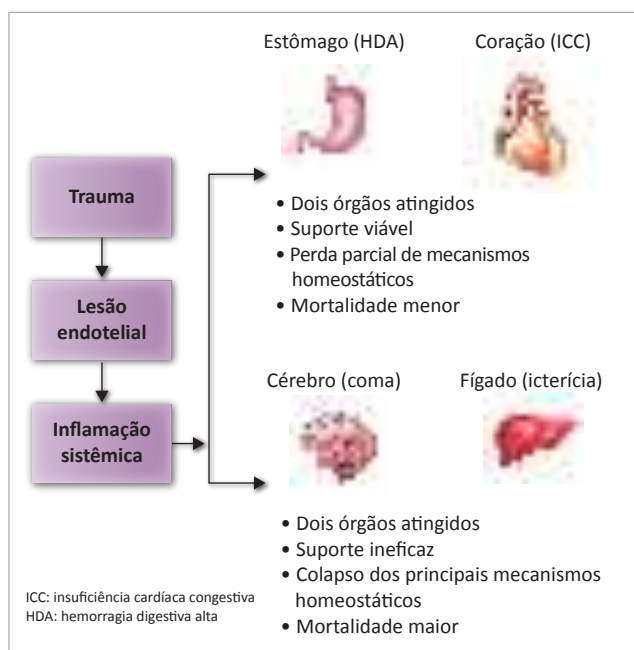 Estômago (HDA)
Coração (ICC)
• Dois órgãos atingidos
• Suporte viável
• Perda parcial de mecanismos
homeostáticos
• Mortalidade menor
Trauma
Lesão
endotelial
Inflamação
sistêmica
Cérebro (coma)
Fígado (icterícia)
• Dois órgãos atingidos
• Suporte ineficaz
• Colapso dos principais mecanismos
homeostáticos
• Mortalidade maior
ICC: insuficiência cardíaca congestiva
HDA: hemorragia digestiva alta